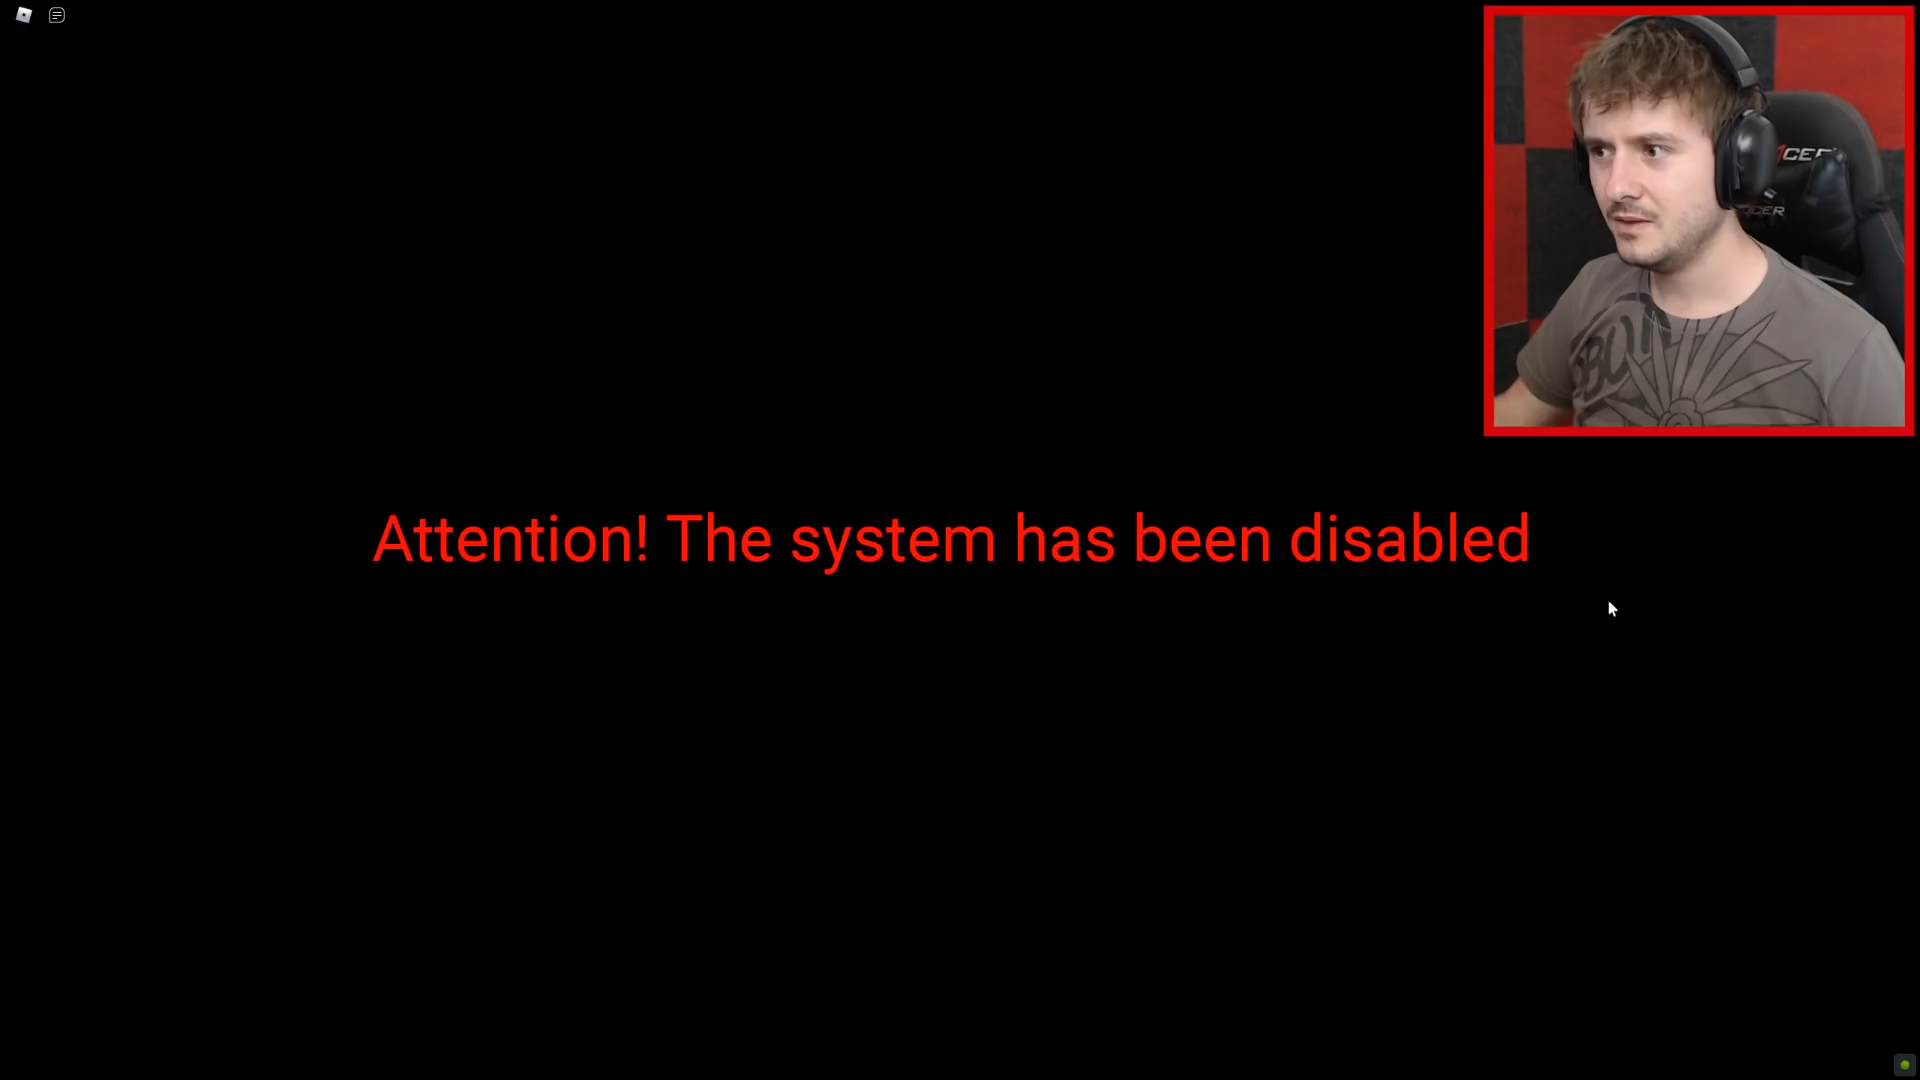 Attention! The system has been disabled